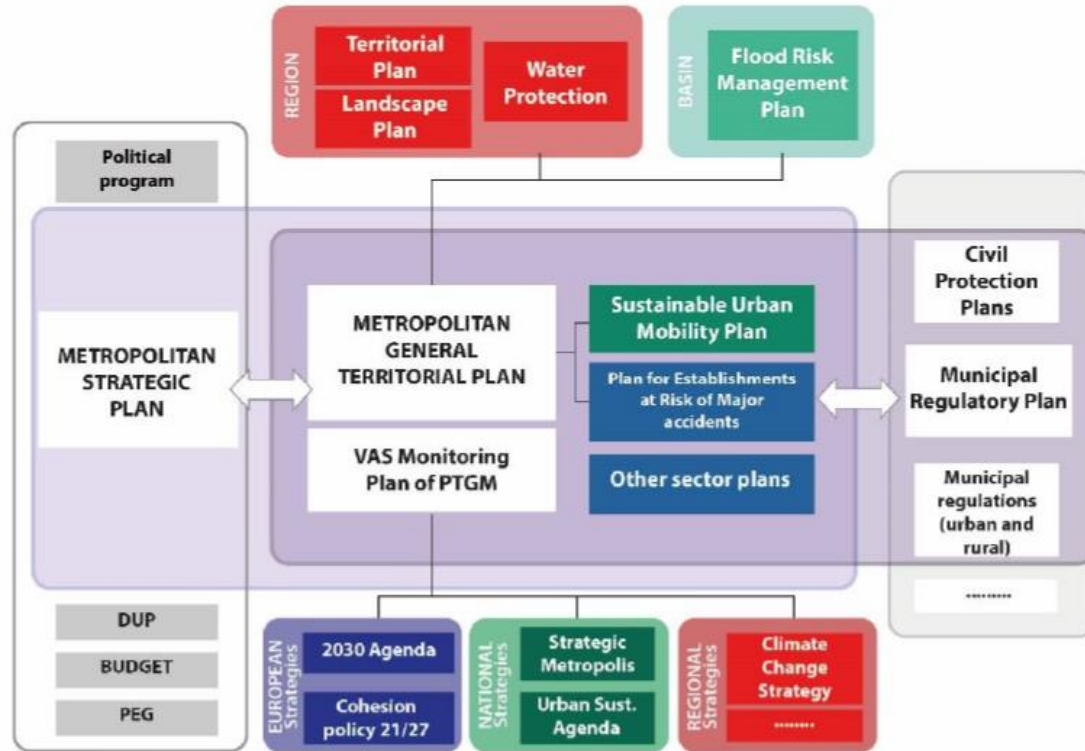 REGION
Territorial
Plan
Landscape
Plan
Water
Protection
BASIN
Flood Risk
Management
Plan
Political
program
METROPOLITAN
STRATEGIC
PLAN
DUP
BUDGET
PEG
METROPOLITAN
GENERAL
TERRITORIAL PLAN
VAS Monitoring
Plan of PTGM
Sustainable Urban
Mobility Plan
Plan for Establishments
at Risk of Major
accidents
Other sector plans
Civil
Protection
Plans
Municipal
Regulatory Plan
Municipal
regulations
(urban and
rural)
.........
EUROPEAN
Strategies
2030 Agenda
Cohesion
policy 21/27
NATIONAL
Strategies
Strategic
Metropolis
Urban Sust.
Agenda
REGIONAL
Strategies
Climate
Change
Strategy
........